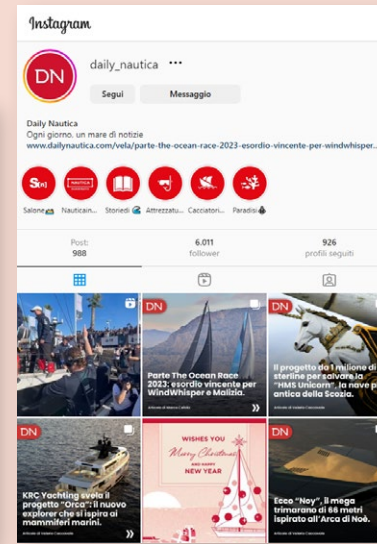 Instagram
DN
daily_nautica •••
Segui Messaggio
Daily Nautica
Ogni giorno, un mare di notizie
www.dailynautica.com/vela/parte-the-ocean-race-2023-esordio-vincente-per-windwhisper...
S[n] NAUTICA
Salone Nauticain... Storiedi Attrezzatu... Cacciatori... Paradisi
Post: 6.011 926
988 follower profili seguiti
DN
Parte The Ocean Race
2023: esordio vincente per
WindWhisper e Malizia.
DN
Il progetto da 1 milione di
sterline per salvare la
"HMS Unicorn", la nave p
antica della Scozia.
DN
KRC Yachting svela il
progetto "Orca": il nuovo
explorer che si ispira ai
mammiferi marini.
WISHES YOU
Merry Christmas
AND HAPPY
NEW YEAR
DN
Ecco "Noy", il mega
trimarano di 66 metri
ispirato all'Arca di Noè.